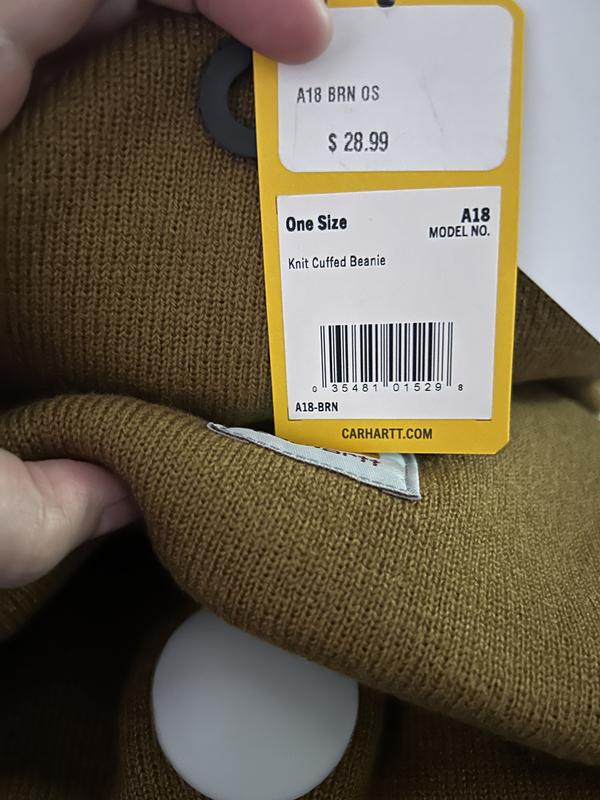 A18 BRN OS
$ 28.99
One Size
A18
MODEL NO.
Knit Cuffed Beanie
0 35481 01529 8
A18-BRN
CARHARTT.COM